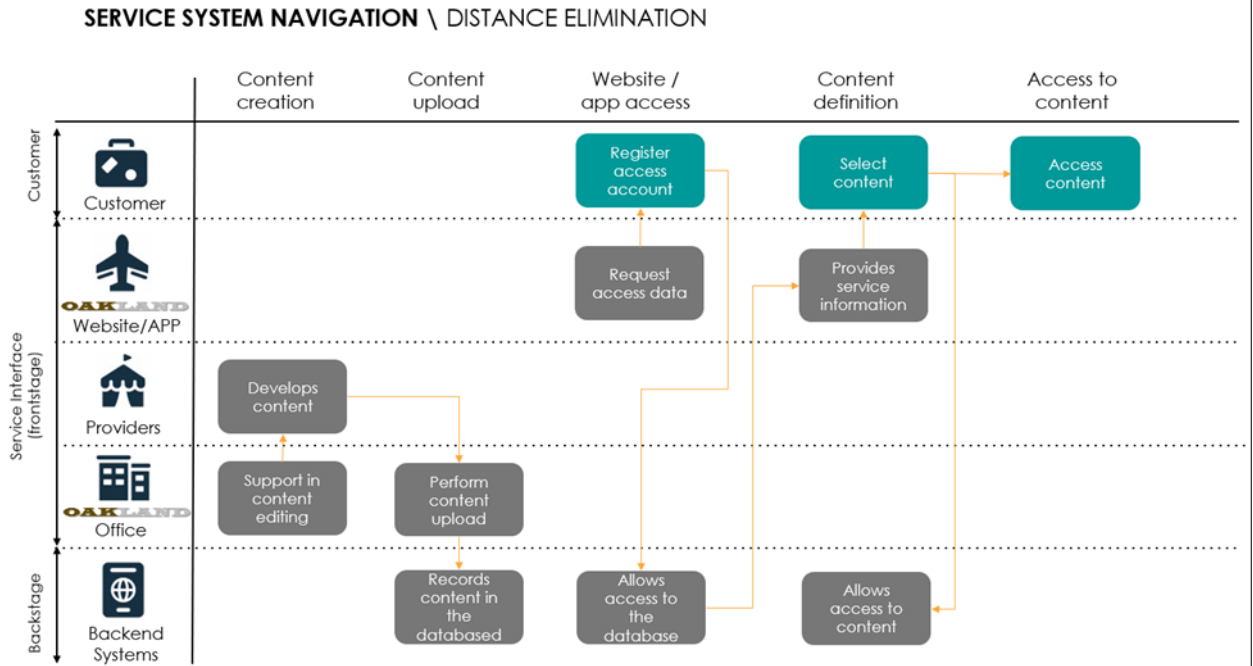 SERVICE SYSTEM NAVIGATION \ DISTANCE ELIMINATION
Content
creation
Content
upload
Website /
app access
Content
definition
Access to
content
Customer
Customer
Register
access
account
Select
content
Access
content
Service Interface
(frontstage)
OAKLAND
Website/APP
Request
access data
Provides
service
information
Providers
Develops
content
OAKLAND
Office
Support in
content
editing
Perform
content
upload
Backstage
Backend
Systems
Records
content in
the
databased
Allows
access to
the
database
Allows
access to
content